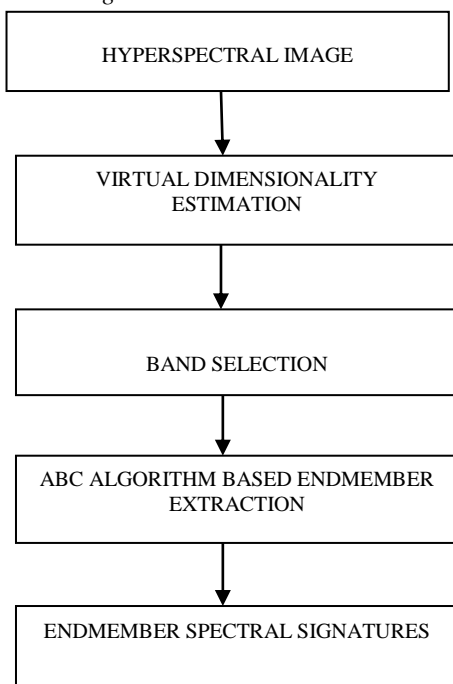 HYPERSPECTRAL IMAGE
VIRTUAL DIMENSIONALITY
ESTIMATION
BAND SELECTION
ABC ALGORITHM BASED ENDMEMBER
EXTRACTION
ENDMEMBER SPECTRAL SIGNATURES